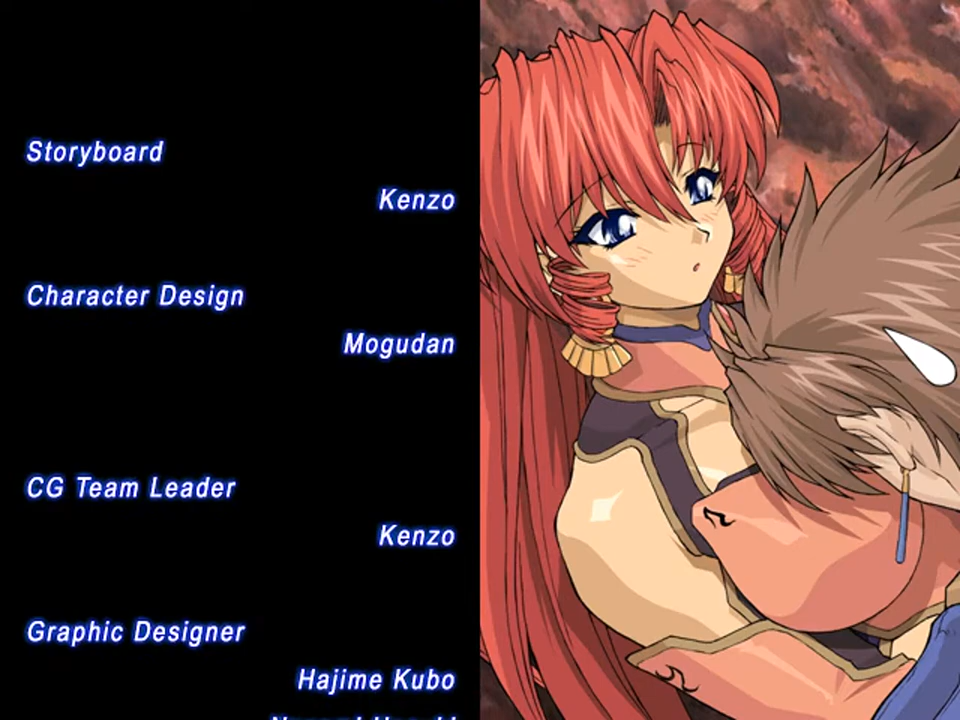 Storyboard
Kenzo
Character Design
Mogudan
CG Team Leader
Kenzo
Graphic Designer
Hajime Kubo